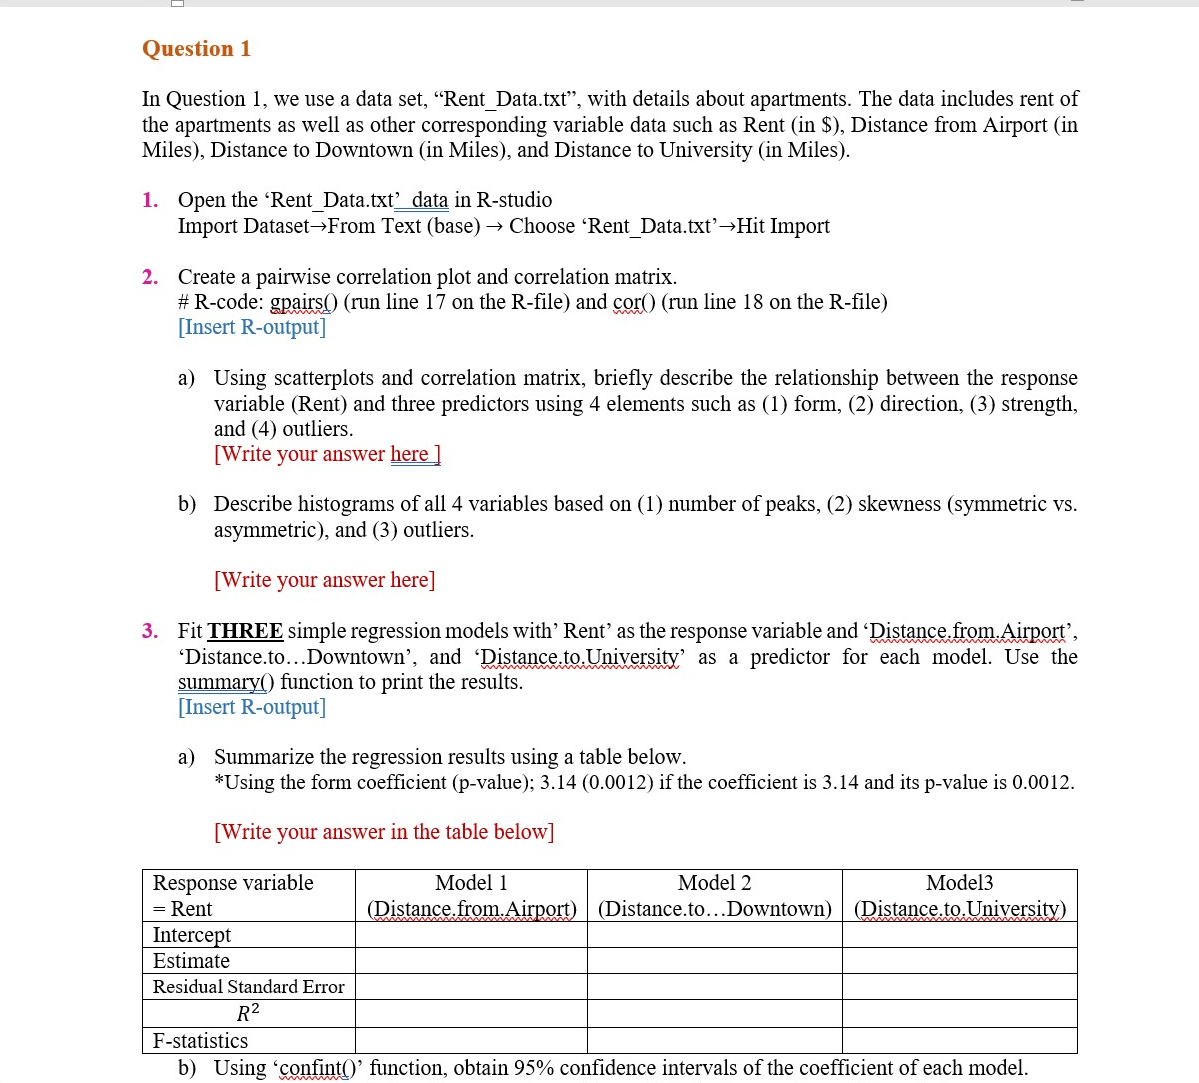 Question 1
In Question 1, we use a data set, “Rent_Data.txt”, with details about apartments. The data includes rent of
the apartments as well as other corresponding variable data such as Rent (in $), Distance from Airport (in
Miles), Distance to Downtown (in Miles), and Distance to University (in Miles).
1. Open the ‘Rent_Data.txt’ data in R-studio
Import Dataset→From Text (base) → Choose ‘Rent_Data.txt’→Hit Import
2. Create a pairwise correlation plot and correlation matrix.
# R-code: gpairs() (run line 17 on the R-file) and cor() (run line 18 on the R-file)
[Insert R-output]
a) Using scatterplots and correlation matrix, briefly describe the relationship between the response
variable (Rent) and three predictors using 4 elements such as (1) form, (2) direction, (3) strength,
and (4) outliers.
[Write your answer here ]
b) Describe histograms of all 4 variables based on (1) number of peaks, (2) skewness (symmetric vs.
asymmetric), and (3) outliers.
[Write your answer here]
3. Fit THREE simple regression models with’ Rent’ as the response variable and ‘Distance.from.Airport’,
‘Distance.to…Downtown’, and ‘Distance.to.University’ as a predictor for each model. Use the
summary() function to print the results.
[Insert R-output]
a) Summarize the regression results using a table below.
*Using the form coefficient (p-value); 3.14 (0.0012) if the coefficient is 3.14 and its p-value is 0.0012.
[Write your answer in the table below]
Response variable Model 1 Model 2 Model3
= Rent (Distance.from.Airport) (Distance.to…Downtown) (Distance.to.University)
Intercept
Estimate
Residual Standard Error
R²
F-statistics
b) Using ‘confint()’ function, obtain 95% confidence intervals of the coefficient of each model.